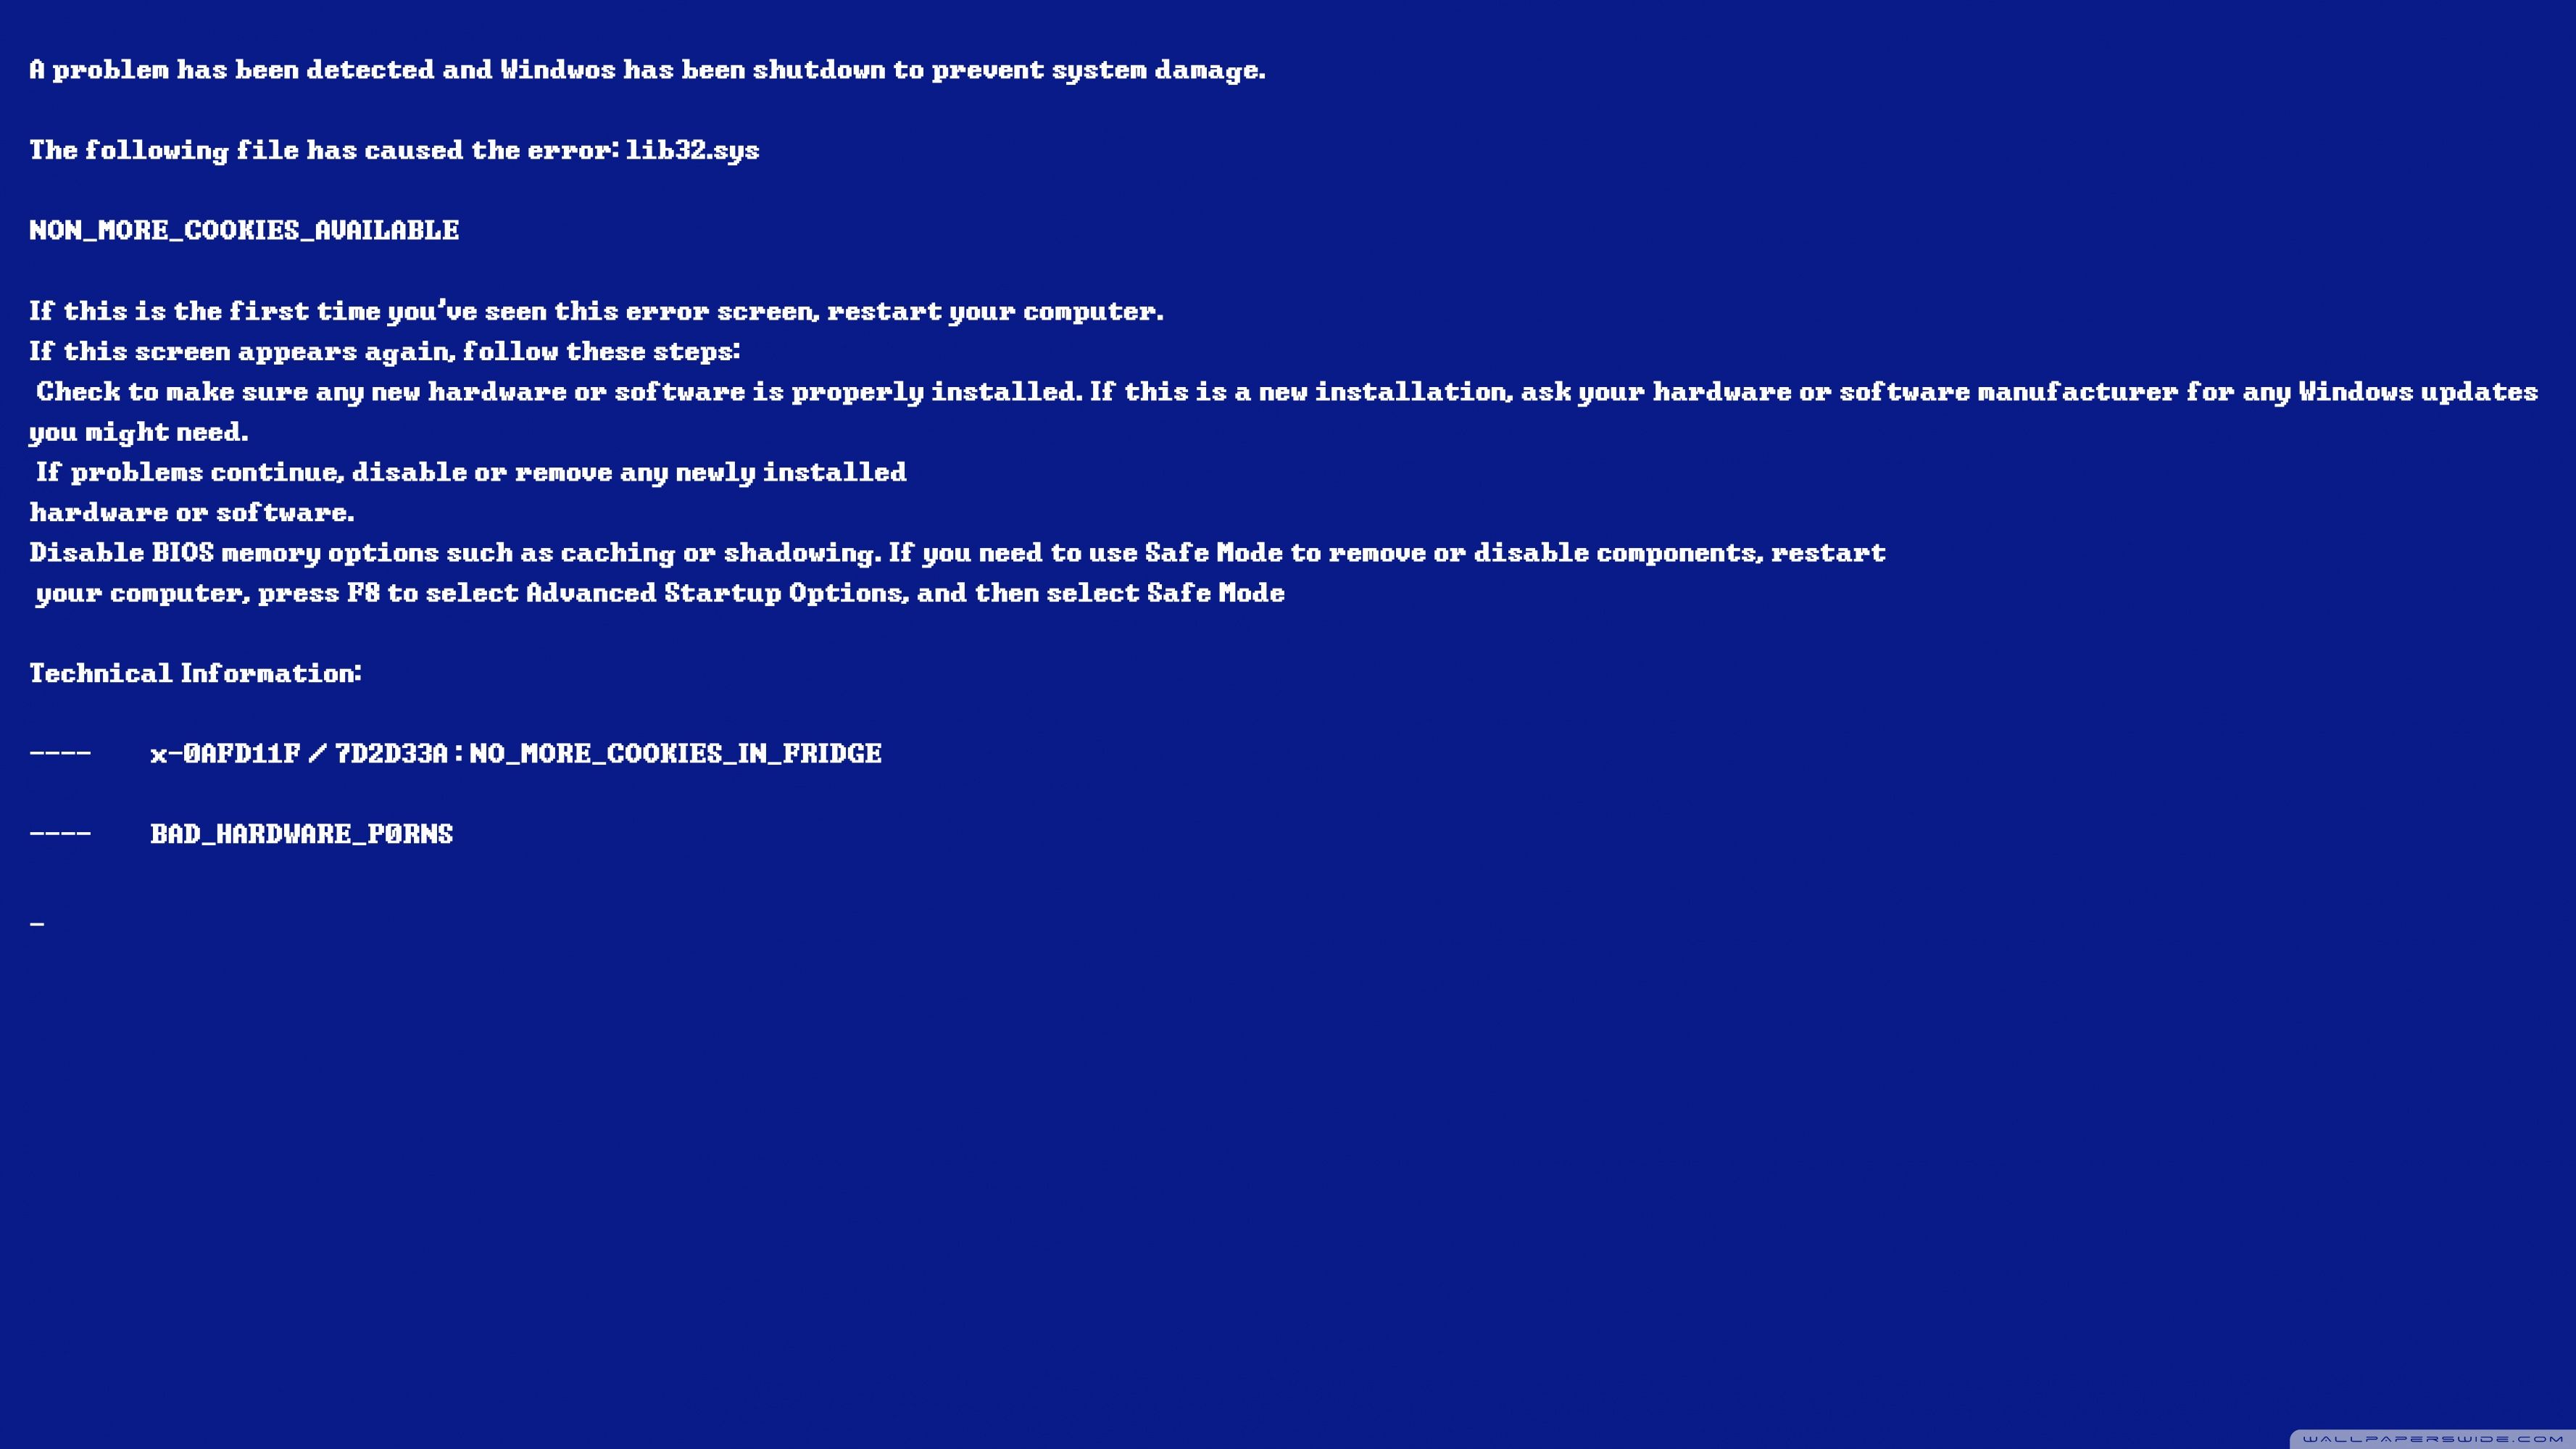 A problem has been detected and Windwos has been shutdown to prevent system damage.
The following file has caused the error: lib32.sys
NON_MORE_COOKIES_AVAILABLE
If this is the first time you've seen this error screen, restart your computer.
If this screen appears again, follow these steps:
Check to make sure any new hardware or software is properly installed. If this is a new installation, ask your hardware or software manufacturer for any Windows updates
you might need.
If problems continue, disable or remove any newly installed
hardware or software.
Disable BIOS memory options such as caching or shadowing. If you need to use Safe Mode to remove or disable components, restart
your computer, press F8 to select Advanced Startup Options, and then select Safe Mode
Technical Information:
---- x-0AFD11F / 7D2D33A : NO_MORE_COOKIES_IN_FRIDGE
---- BAD_HARDWARE_P0RNS
_
WALLPAPERSWIDE.COM